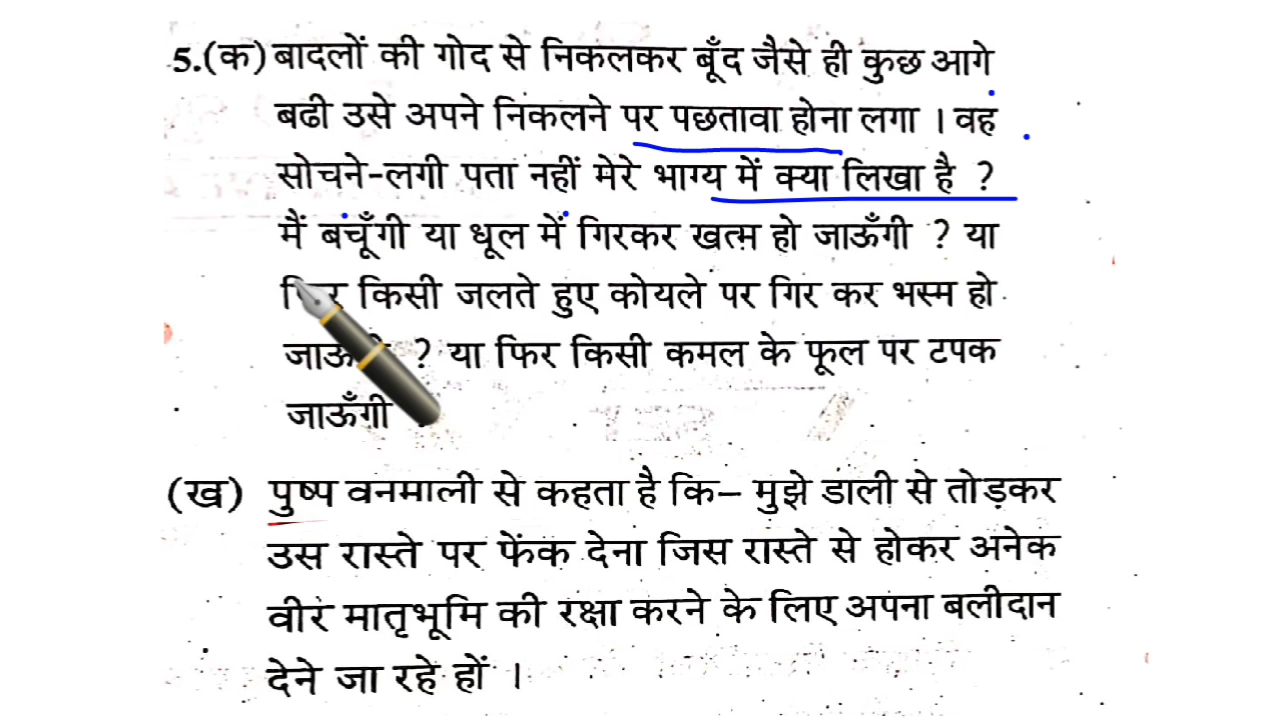 5.(क) बादलों की गोद से निकलकर बूँद जैसे ही कुछ आगे
बढी उसे अपने निकलने पर पछतावा होना लगा । वह
सोचने-लगी पता नहीं मेरे भाग्य में क्या लिखा है ?
मैं बचूँगी या धूल में गिरकर खत्म हो जाऊँगी ? या
किसी जलते हुए कोयले पर गिर कर भस्म हो
? या फिर किसी कमल के फूल पर टपक
जाऊँगी
(ख) पुष्प वनमाली से कहता है कि– मुझे डाली से तोड़कर
उस रास्ते पर फेंक देना जिस रास्ते से होकर अनेक
वीर मातृभूमि की रक्षा करने के लिए अपना बलीदान
देने जा रहे हों ।